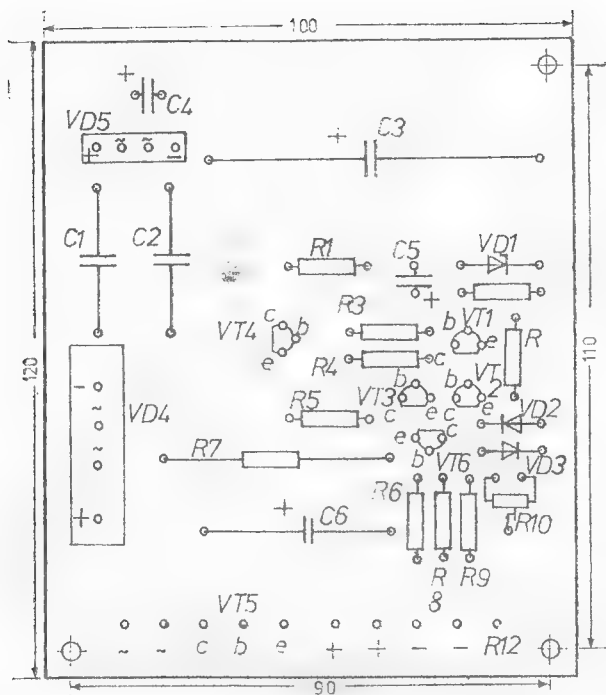 100
+
C4
VD5
+ ~ ~ -
+
C3
C1
C2
R1
C5
+
VD1
VT4
c
b
e
R3
R4
b
VT1
c
e
R
120
110
VD4
-
~
~
+
R5
VT3
b
c
e
b
VT
2
c
e
VD2
R7
e
c
b
VT6
VD3
R6
R10
+
C6
R
8
R9
VT5
~ ~ c b e + + - - R12
90